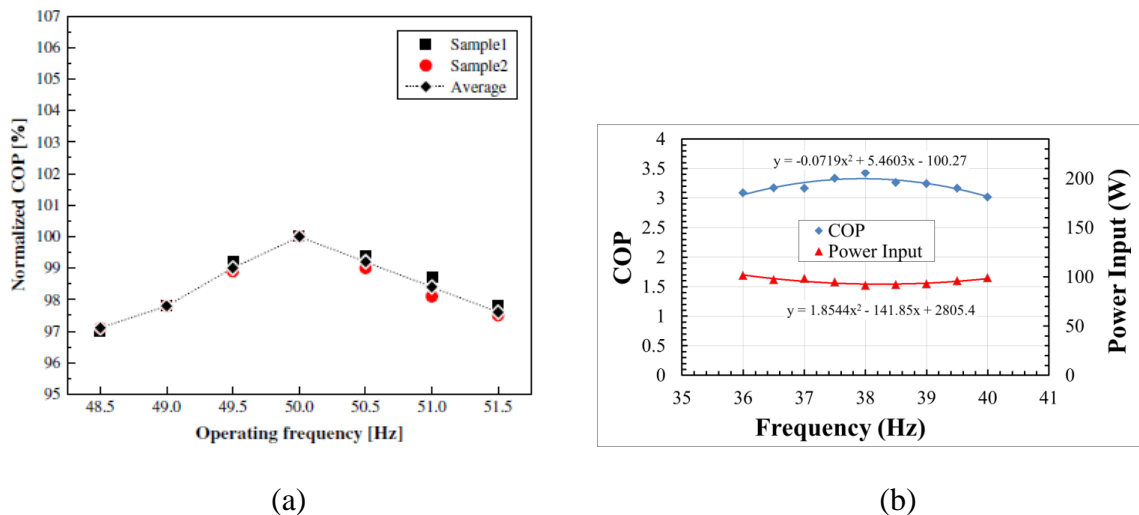 107
106
105
104
103
102
101
100
99
98
97
96
95
Normalized COP [%]
Sample1
Sample2
Average
48.5 49.0 49.5 50.0 50.5 51.0 51.5
Operating frequency [Hz]
(a)
4
3.5
3
2.5
2
1.5
1
0.5
0
COP
y = -0.0719x² + 5.4603x - 100.27
COP
Power Input
y = 1.8544x² - 141.85x + 2805.4
200
150
100
50
0
Power Input (W)
35 36 37 38 39 40 41
Frequency (Hz)
(b)